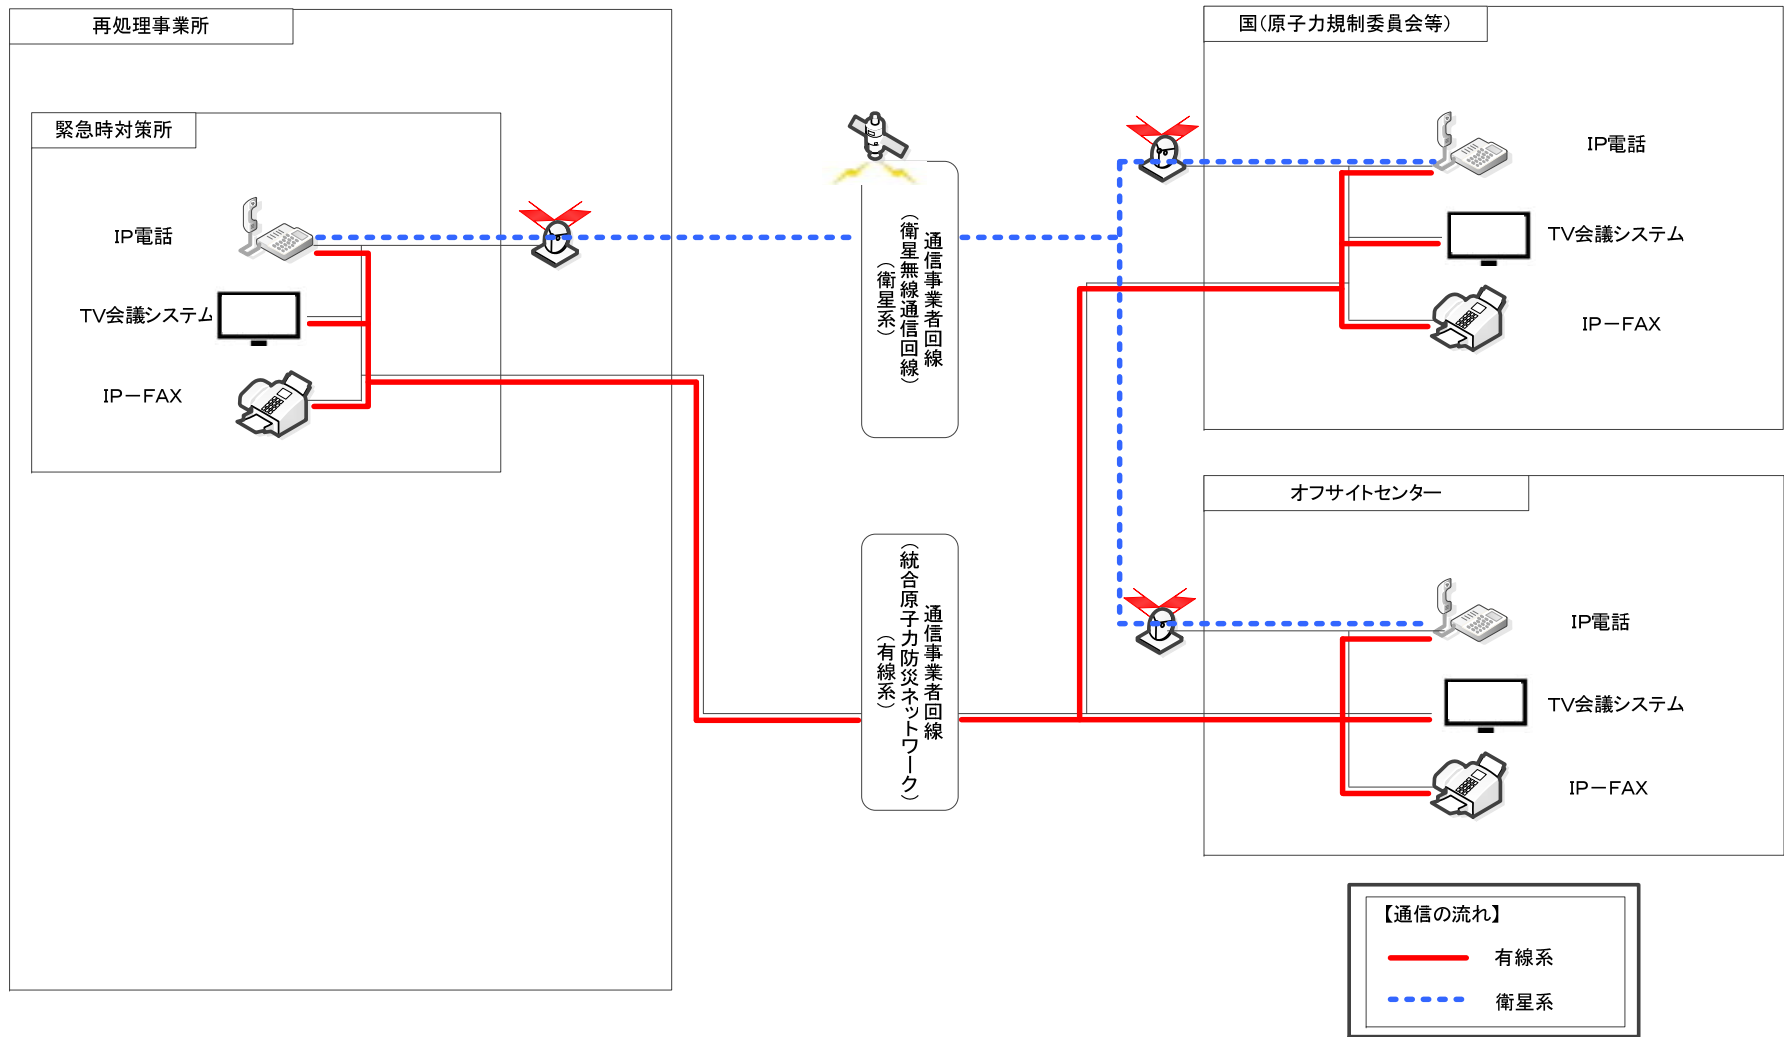 再処理事業所
緊急時対策所
IP電話
TV会議システム
IP－FAX
通信事業者回線
（衛星無線通信回線）
（衛星系）
通信事業者回線
（統合原子力防災ネットワーク）
（有線系）
国（原子力規制委員会等）
IP電話
TV会議システム
IP－FAX
オフサイトセンター
IP電話
TV会議システム
IP－FAX
【通信の流れ】
有線系
衛星系